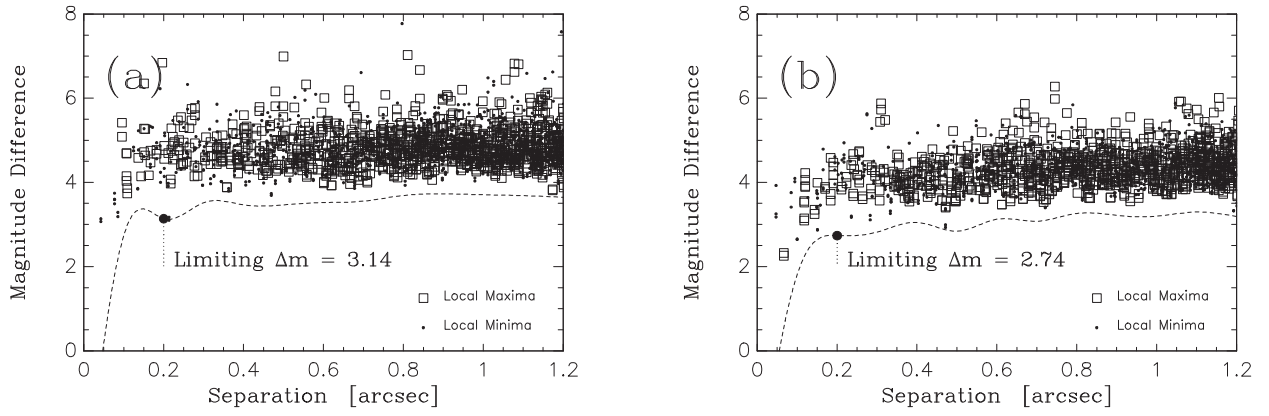 8
6
4
2
0
(a)
Magnitude Difference
Limiting Δm = 3.14
Local Maxima
Local Minima
0 0.2 0.4 0.6 0.8 1 1.2
Separation [arcsec]
8
6
4
2
0
(b)
Magnitude Difference
Limiting Δm = 2.74
Local Maxima
Local Minima
0 0.2 0.4 0.6 0.8 1 1.2
Separation [arcsec]